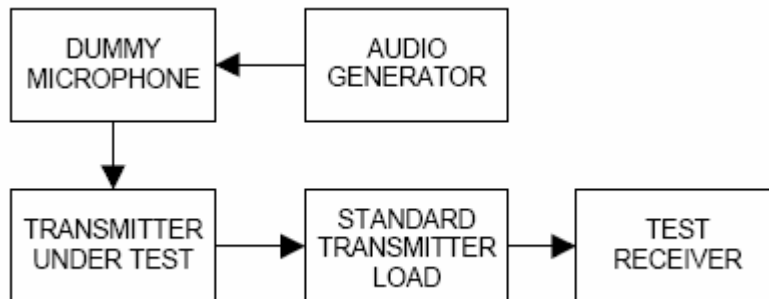 DUMMY
MICROPHONE
AUDIO
GENERATOR
TRANSMITTER
UNDER TEST
STANDARD
TRANSMITTER
LOAD
TEST
RECEIVER